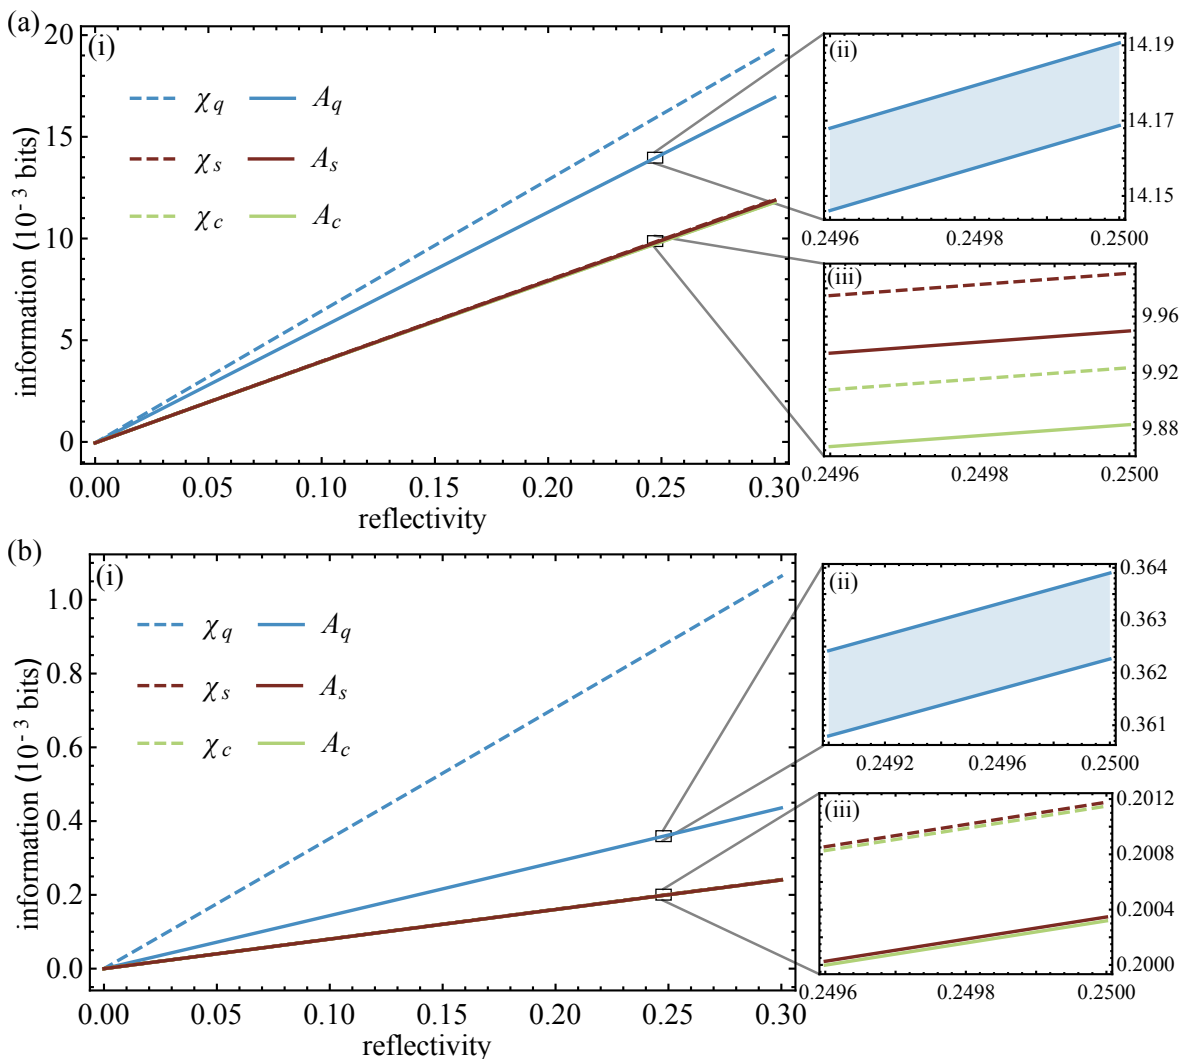 (a)
(i)
20
15
10
5
0
information (10⁻³ bits)
χq Aq
χs As
χc Ac
0.00 0.05 0.10 0.15 0.20 0.25 0.30
reflectivity
(ii)
14.19
14.17
14.15
0.2496 0.2498 0.2500
(iii)
9.96
9.92
9.88
0.2496 0.2498 0.2500
(b)
(i)
1.0
0.8
0.6
0.4
0.2
0.0
information (10⁻³ bits)
χq Aq
χs As
χc Ac
0.00 0.05 0.10 0.15 0.20 0.25 0.30
reflectivity
(ii)
0.364
0.363
0.362
0.361
0.2492 0.2496 0.2500
(iii)
0.2012
0.2008
0.2004
0.2000
0.2496 0.2498 0.2500